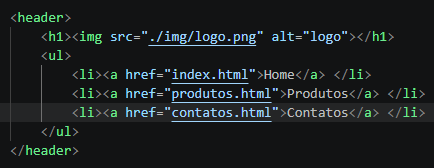 <header>
<h1><img src="./img/logo.png" alt="logo"></h1>
<ul>
<li><a href="index.html">Home</a> </li>
<li><a href="produtos.html">Produtos</a> </li>
<li><a href="contatos.html">Contatos</a> </li>
</ul>
</header>